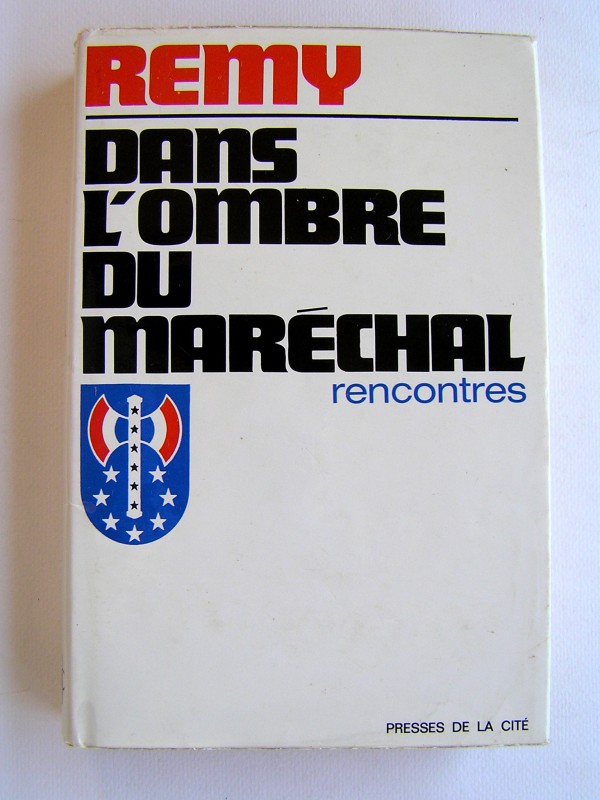 REMY
DANS
L'OMBRE
DU
MARÉCHAL
rencontres
PRESSES DE LA CITÉ